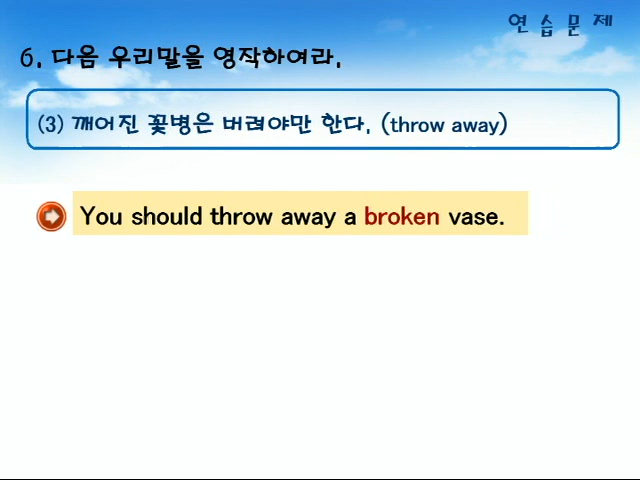 연 습 문 제
6. 다음 우리말을 영작하여라.
(3) 깨어진 꽃병은 버려야만 한다. (throw away)
You should throw away a broken vase.